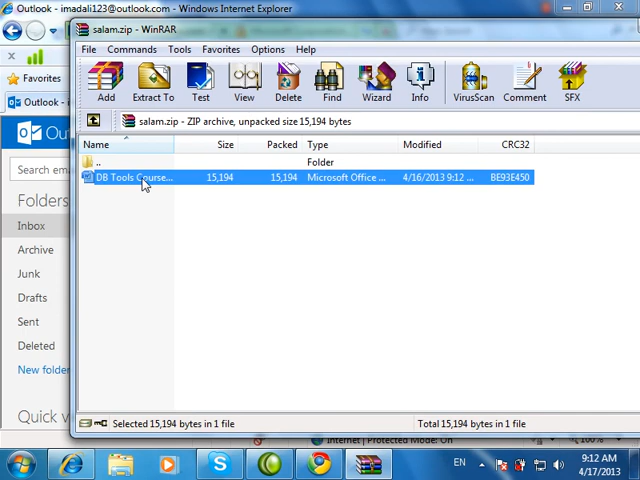 Outlook - imadali123@outlook.com - Windows Internet Explorer
salam.zip - WinRAR
File Commands Tools Favorites Options Help
Add Extract To Test View Delete Find Wizard Info VirusScan Comment SFX
salam.zip - ZIP archive, unpacked size 15,194 bytes
Name Size Packed Type Modified CRC32
.. Folder
DB Tools Course... 15,194 15,194 Microsoft Office ... 4/16/2013 9:12 ... BE93E450
Selected 15,194 bytes in 1 file Total 15,194 bytes in 1 file
Favorites
Outlook - i
Search ema
Folders
Inbox
Archive
Junk
Drafts
Sent
Deleted
New folder
Quick v
Internet | Protected Mode: On 100%
EN 9:12 AM
4/17/2013